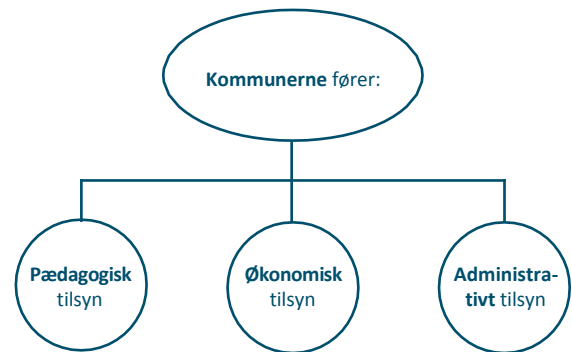 Kommunerne fører:
Pædagogisk
tilsyn
Økonomisk
tilsyn
Administra-
tivt tilsyn